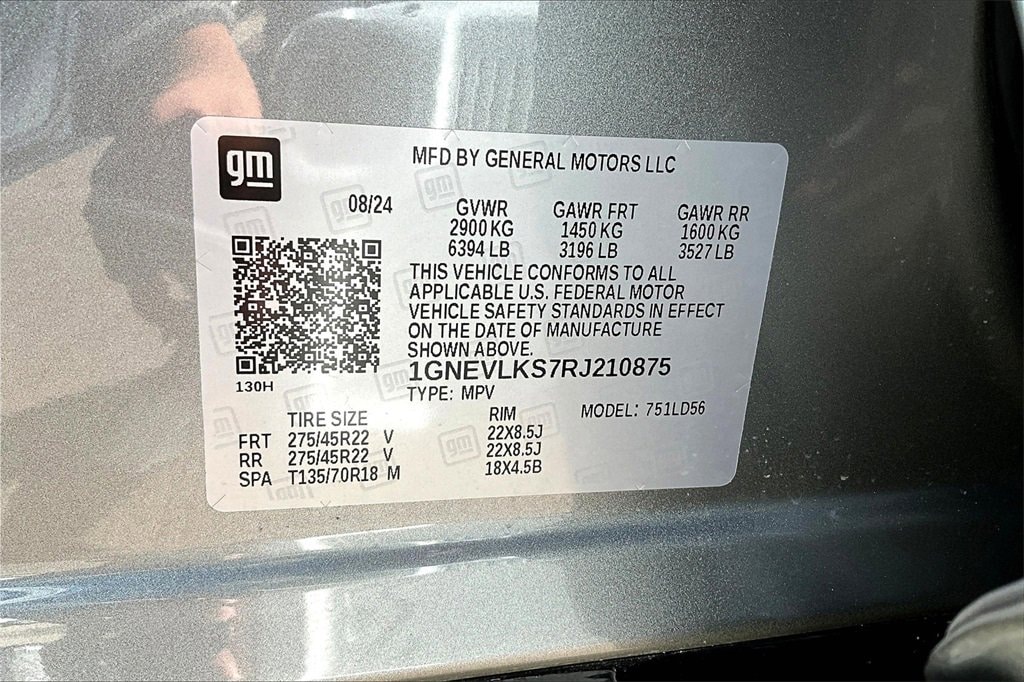 gm
MFD BY GENERAL MOTORS LLC
08/24 GVWR GAWR FRT GAWR RR
2900 KG 1450 KG 1600 KG
6394 LB 3196 LB 3527 LB
THIS VEHICLE CONFORMS TO ALL
APPLICABLE U.S. FEDERAL MOTOR
VEHICLE SAFETY STANDARDS IN EFFECT
ON THE DATE OF MANUFACTURE
SHOWN ABOVE.
1GNEVLKS7RJ210875
130H
TYPE: MPV
MODEL: 751LD56
TIRE SIZE RIM
FRT 275/45R22 V 22X8.5J
RR 275/45R22 V 22X8.5J
SPA T135/70R18 M 18X4.5B